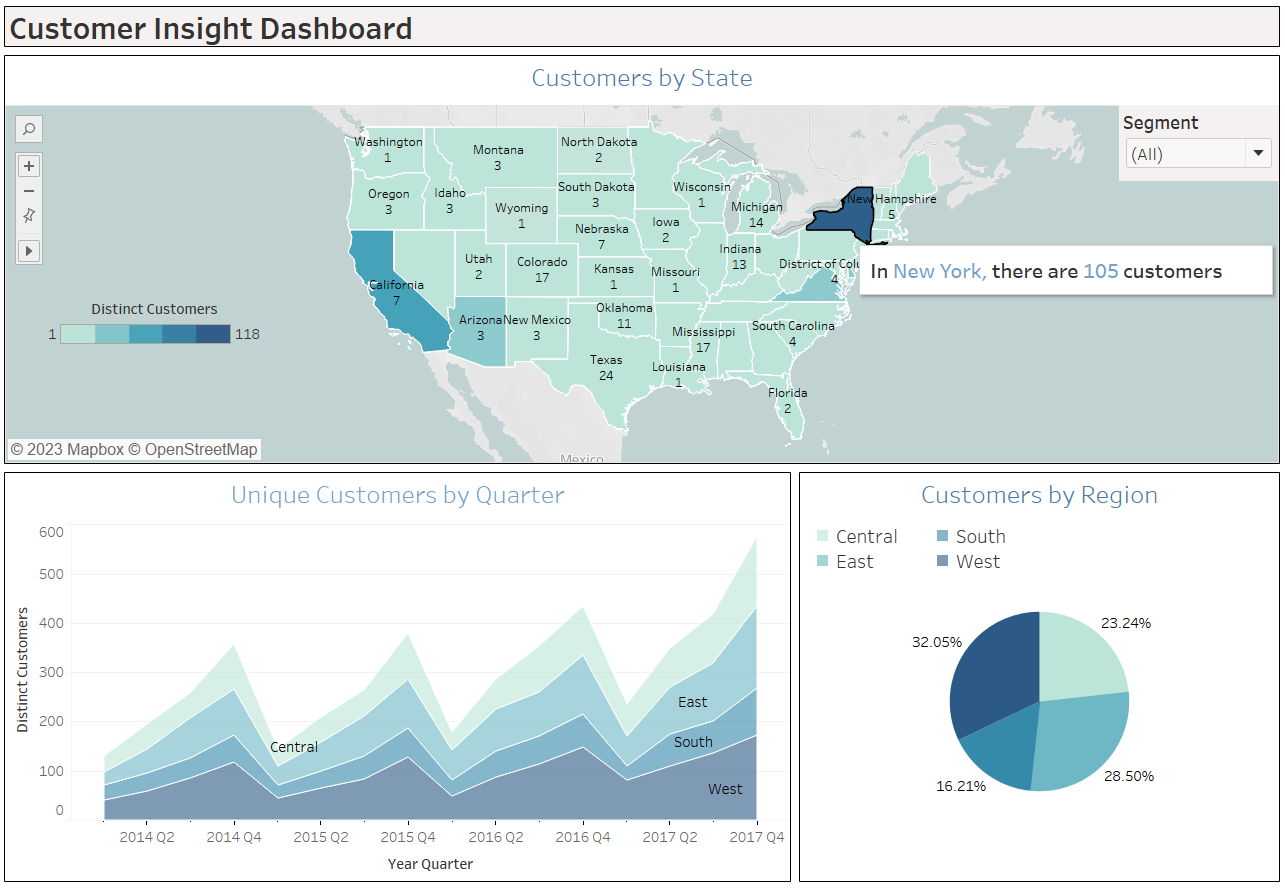 Customer Insight Dashboard
Customers by State
Segment
(All)
Washington
1
Montana
3
North Dakota
2
Oregon
3
Idaho
3
Wyoming
1
South Dakota
3
Wisconsin
1
Michigan
14
New Hampshire
5
Nebraska
7
Iowa
2
Utah
2
Colorado
17
Kansas
1
Missouri
1
Indiana
13
District of Colu
4
In New York, there are 105 customers
California
7
Arizona
3
New Mexico
3
Oklahoma
11
Mississippi
17
South Carolina
4
Texas
24
Louisiana
1
Florida
2
Distinct Customers
1
118
Mexico
© 2023 Mapbox © OpenStreetMap
Unique Customers by Quarter
Distinct Customers
600
500
400
300
200
100
0
Central
East
South
West
2014 Q2
2014 Q4
2015 Q2
2015 Q4
2016 Q2
2016 Q4
2017 Q2
2017 Q4
Year Quarter
Customers by Region
Central
South
East
West
23.24%
32.05%
28.50%
16.21%